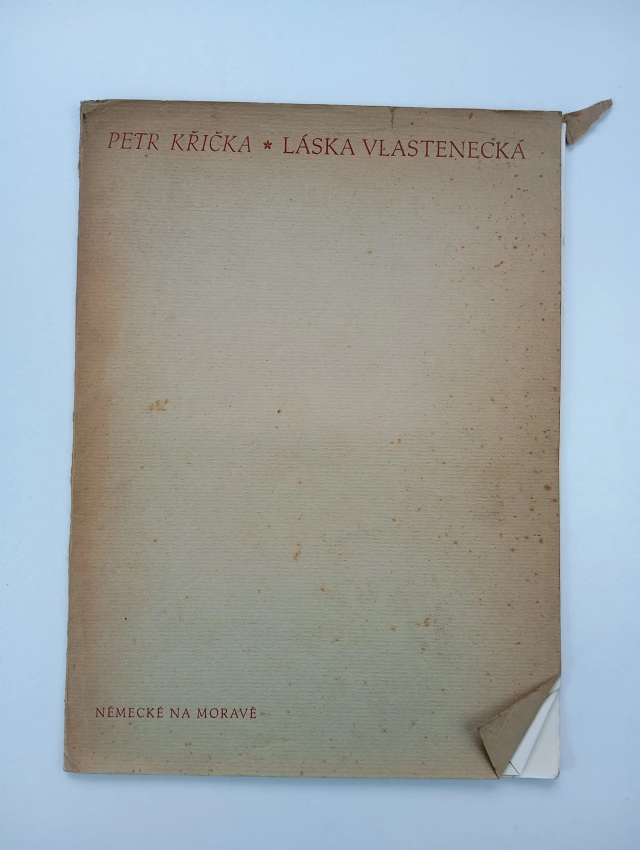 PETR KŘIČKA * LÁSKA VLASTENECKÁ
NĚMECKÉ NA MORAVĚ